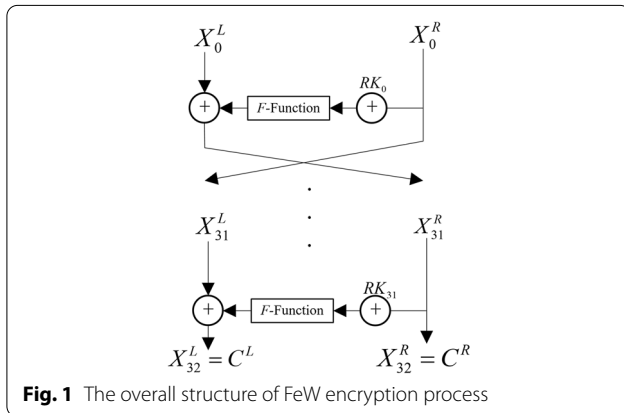 X_0^L X_0^R
RK_0
+ F-Function +
X_31^L X_31^R
RK_31
+ F-Function +
X_32^L = C^L X_32^R = C^R
Fig. 1 The overall structure of FeW encryption process